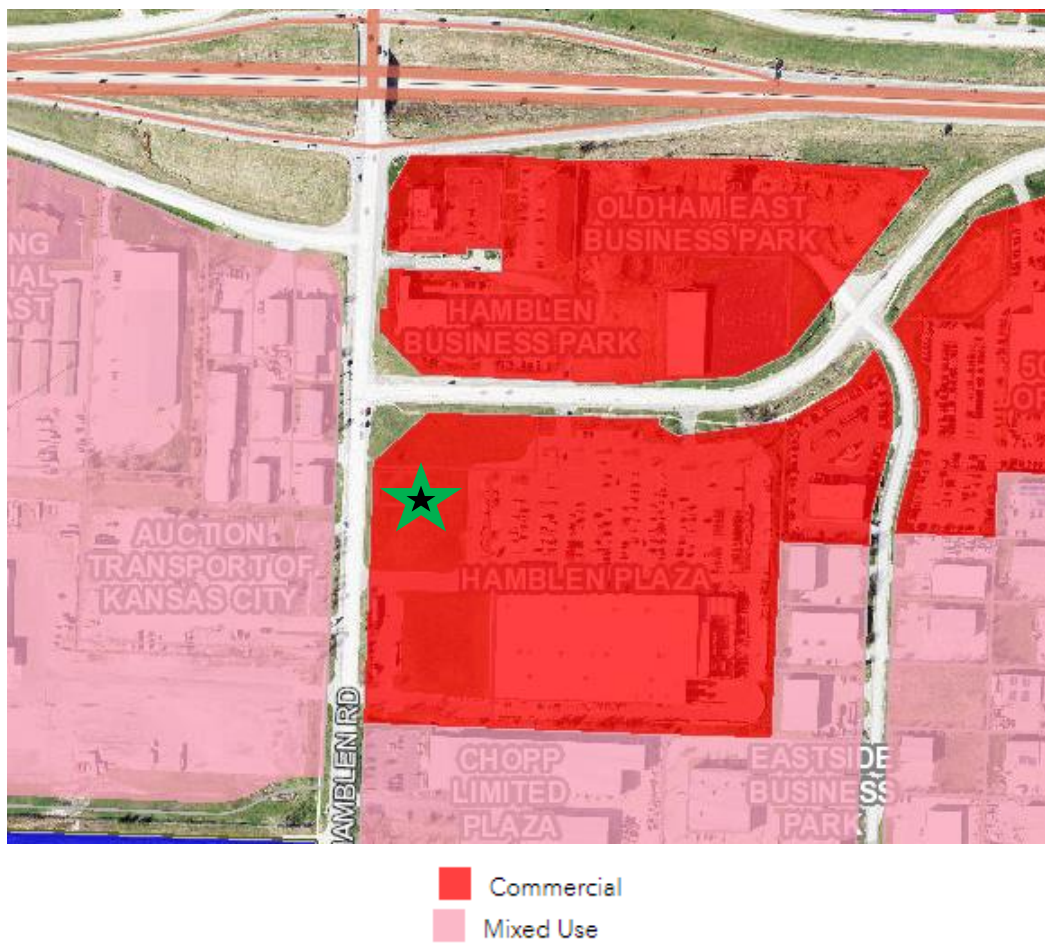 OLDHAM EAST
BUSINESS PARK
HAMBLEN
BUSINESS PARK
AUCTION
TRANSPORT OF
KANSAS CITY
HAMBLEN PLAZA
AMBLEN RD
CHOPP
LIMITED
PLAZA
EASTSIDE
BUSINESS
PARK
Commercial
Mixed Use